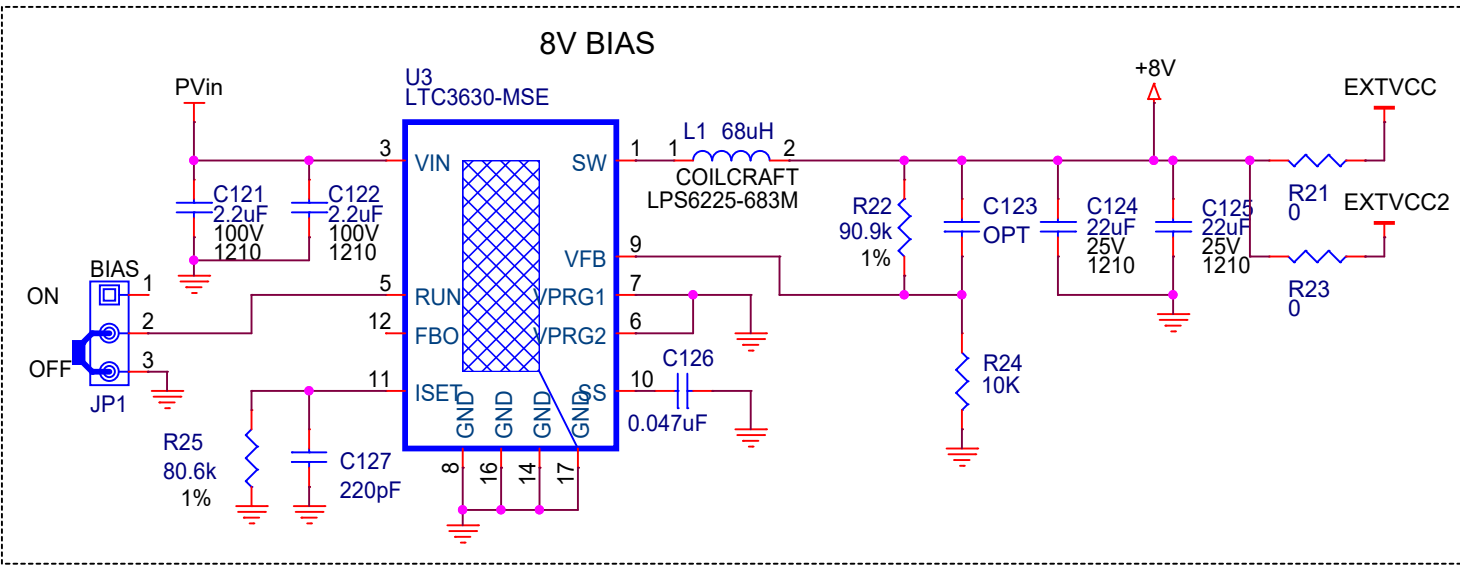 8V BIAS
PVin
U3
LTC3630-MSE
+8V
EXTVCC
3
VIN
SW
1
1
L1 68uH
2
COILCRAFT
LPS6225-683M
C121
2.2uF
100V
1210
C122
2.2uF
100V
1210
R22
90.9k
1%
C123
OPT
C124
22uF
25V
1210
C125
22uF
25V
1210
R21
0
EXTVCC2
R23
0
VFB
9
BIAS
ON
1
2
OFF
3
JP1
5
RUN
VPRG1
7
12
FBO
VPRG2
6
11
ISET
SS
10
C126
0.047uF
R24
10K
R25
80.6k
1%
C127
220pF
GND
GND
GND
GND
8
16
14
17